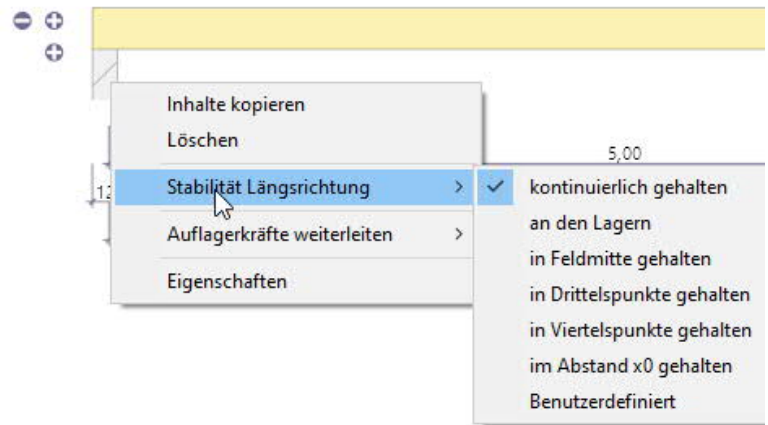 Inhalte kopieren
Löschen
5,00
12
Stabilität Längsrichtung
kontinuierlich gehalten
an den Lagern
Auflagerkräfte weiterleiten
in Feldmitte gehalten
Eigenschaften
in Drittelspunkte gehalten
in Viertelspunkte gehalten
im Abstand x0 gehalten
Benutzerdefiniert